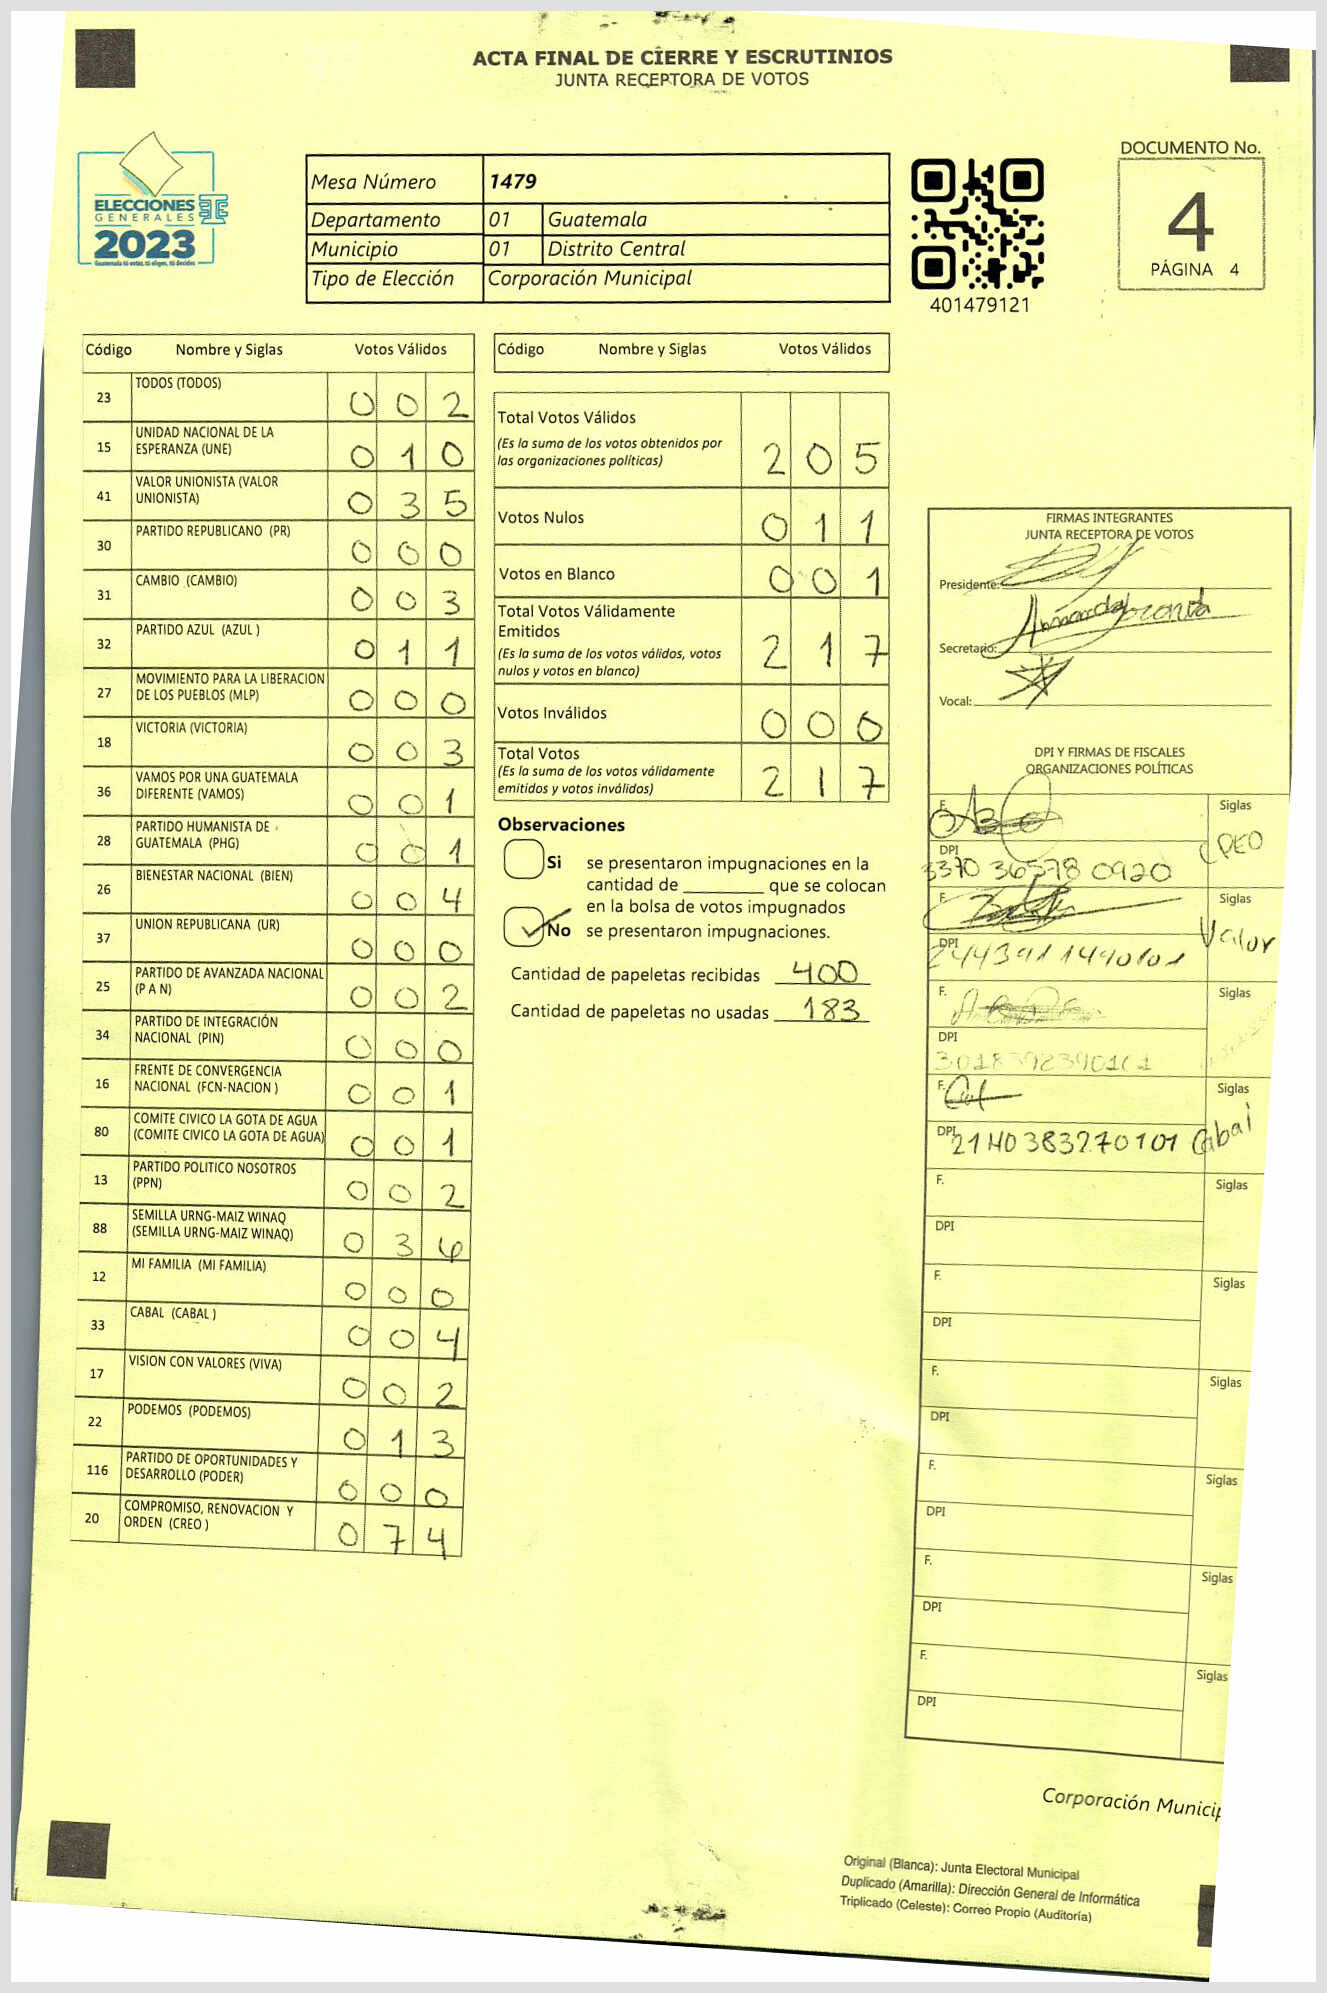 ACTA FINAL DE CIERRE Y ESCRUTINIOS
JUNTA RECEPTORA DE VOTOS
ELECCIONES
GENERALES
2023
Guatemala tú votas, tú eliges, tú decides
Mesa Número 1479
Departamento 01 Guatemala
Municipio 01 Distrito Central
Tipo de Elección Corporación Municipal
401479121
DOCUMENTO No.
4
PÁGINA 4
Código Nombre y Siglas Votos Válidos
23 TODOS (TODOS) 0 0 2
15 UNIDAD NACIONAL DE LA
ESPERANZA (UNE) 0 1 0
41 VALOR UNIONISTA (VALOR
UNIONISTA) 0 3 5
30 PARTIDO REPUBLICANO (PR) 0 0 0
31 CAMBIO (CAMBIO) 0 0 3
32 PARTIDO AZUL (AZUL ) 0 1 1
27 MOVIMIENTO PARA LA LIBERACION
DE LOS PUEBLOS (MLP) 0 0 0
18 VICTORIA (VICTORIA) 0 0 3
36 VAMOS POR UNA GUATEMALA
DIFERENTE (VAMOS) 0 0 1
28 PARTIDO HUMANISTA DE
GUATEMALA (PHG) 0 0 1
26 BIENESTAR NACIONAL (BIEN) 0 0 4
37 UNION REPUBLICANA (UR) 0 0 0
25 PARTIDO DE AVANZADA NACIONAL
(P A N) 0 0 2
34 PARTIDO DE INTEGRACIÓN
NACIONAL (PIN) 0 0 0
16 FRENTE DE CONVERGENCIA
NACIONAL (FCN-NACION ) 0 0 1
80 COMITE CIVICO LA GOTA DE AGUA
(COMITE CIVICO LA GOTA DE AGUA) 0 0 1
13 PARTIDO POLITICO NOSOTROS
(PPN) 0 0 2
88 SEMILLA URNG-MAIZ WINAQ
(SEMILLA URNG-MAIZ WINAQ) 0 3 6
12 MI FAMILIA (MI FAMILIA) 0 0 0
33 CABAL (CABAL ) 0 0 4
17 VISION CON VALORES (VIVA) 0 0 2
22 PODEMOS (PODEMOS) 0 1 3
116 PARTIDO DE OPORTUNIDADES Y
DESARROLLO (PODER) 0 0 0
20 COMPROMISO, RENOVACION Y
ORDEN (CREO ) 0 7 4
Código Nombre y Siglas Votos Válidos
Total Votos Válidos
(Es la suma de los votos obtenidos por
las organizaciones políticas) 2 0 5
Votos Nulos 0 1 1
Votos en Blanco 0 0 1
Total Votos Válidamente
Emitidos
(Es la suma de los votos válidos, votos
nulos y votos en blanco) 2 1 7
Votos Inválidos 0 0 0
Total Votos
(Es la suma de los votos válidamente
emitidos y votos inválidos) 2 1 7
Observaciones
Si se presentaron impugnaciones en la
cantidad de ________ que se colocan
en la bolsa de votos impugnados
No se presentaron impugnaciones.
Cantidad de papeletas recibidas 400
Cantidad de papeletas no usadas 183
FIRMAS INTEGRANTES
JUNTA RECEPTORA DE VOTOS
Presidente:
Secretario:
Vocal:
DPI Y FIRMAS DE FISCALES
ORGANIZACIONES POLÍTICAS
F. Siglas
DPI
3370 36578 0920
F. Siglas
Valor
DPI
2443911440101
F. Siglas
DPI
F. Siglas
DPI 2140383270101 Cabal
F. Siglas
DPI
F. Siglas
DPI
F. Siglas
DPI
F. Siglas
DPI
F. Siglas
DPI
F. Siglas
DPI
Corporación Municip
Original (Blanca): Junta Electoral Municipal
Duplicado (Amarilla): Dirección General de Informática
Triplicado (Celeste): Correo Propio (Auditoría)